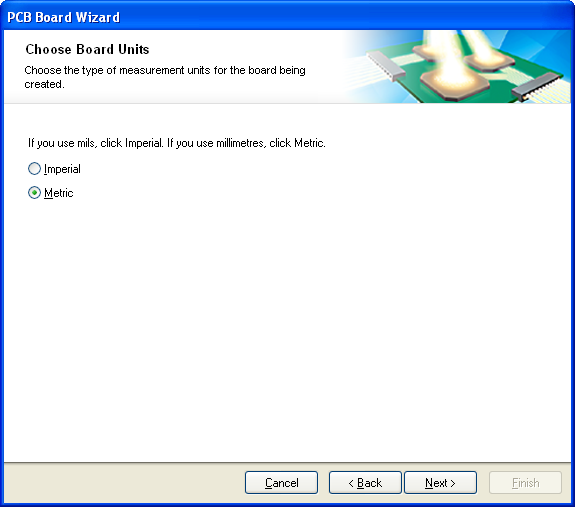 PCB Board Wizard
Choose Board Units
Choose the type of measurement units for the board being
created.
If you use mils, click Imperial. If you use millimetres, click Metric.
Imperial
Metric
Cancel
< Back
Next >
Finish